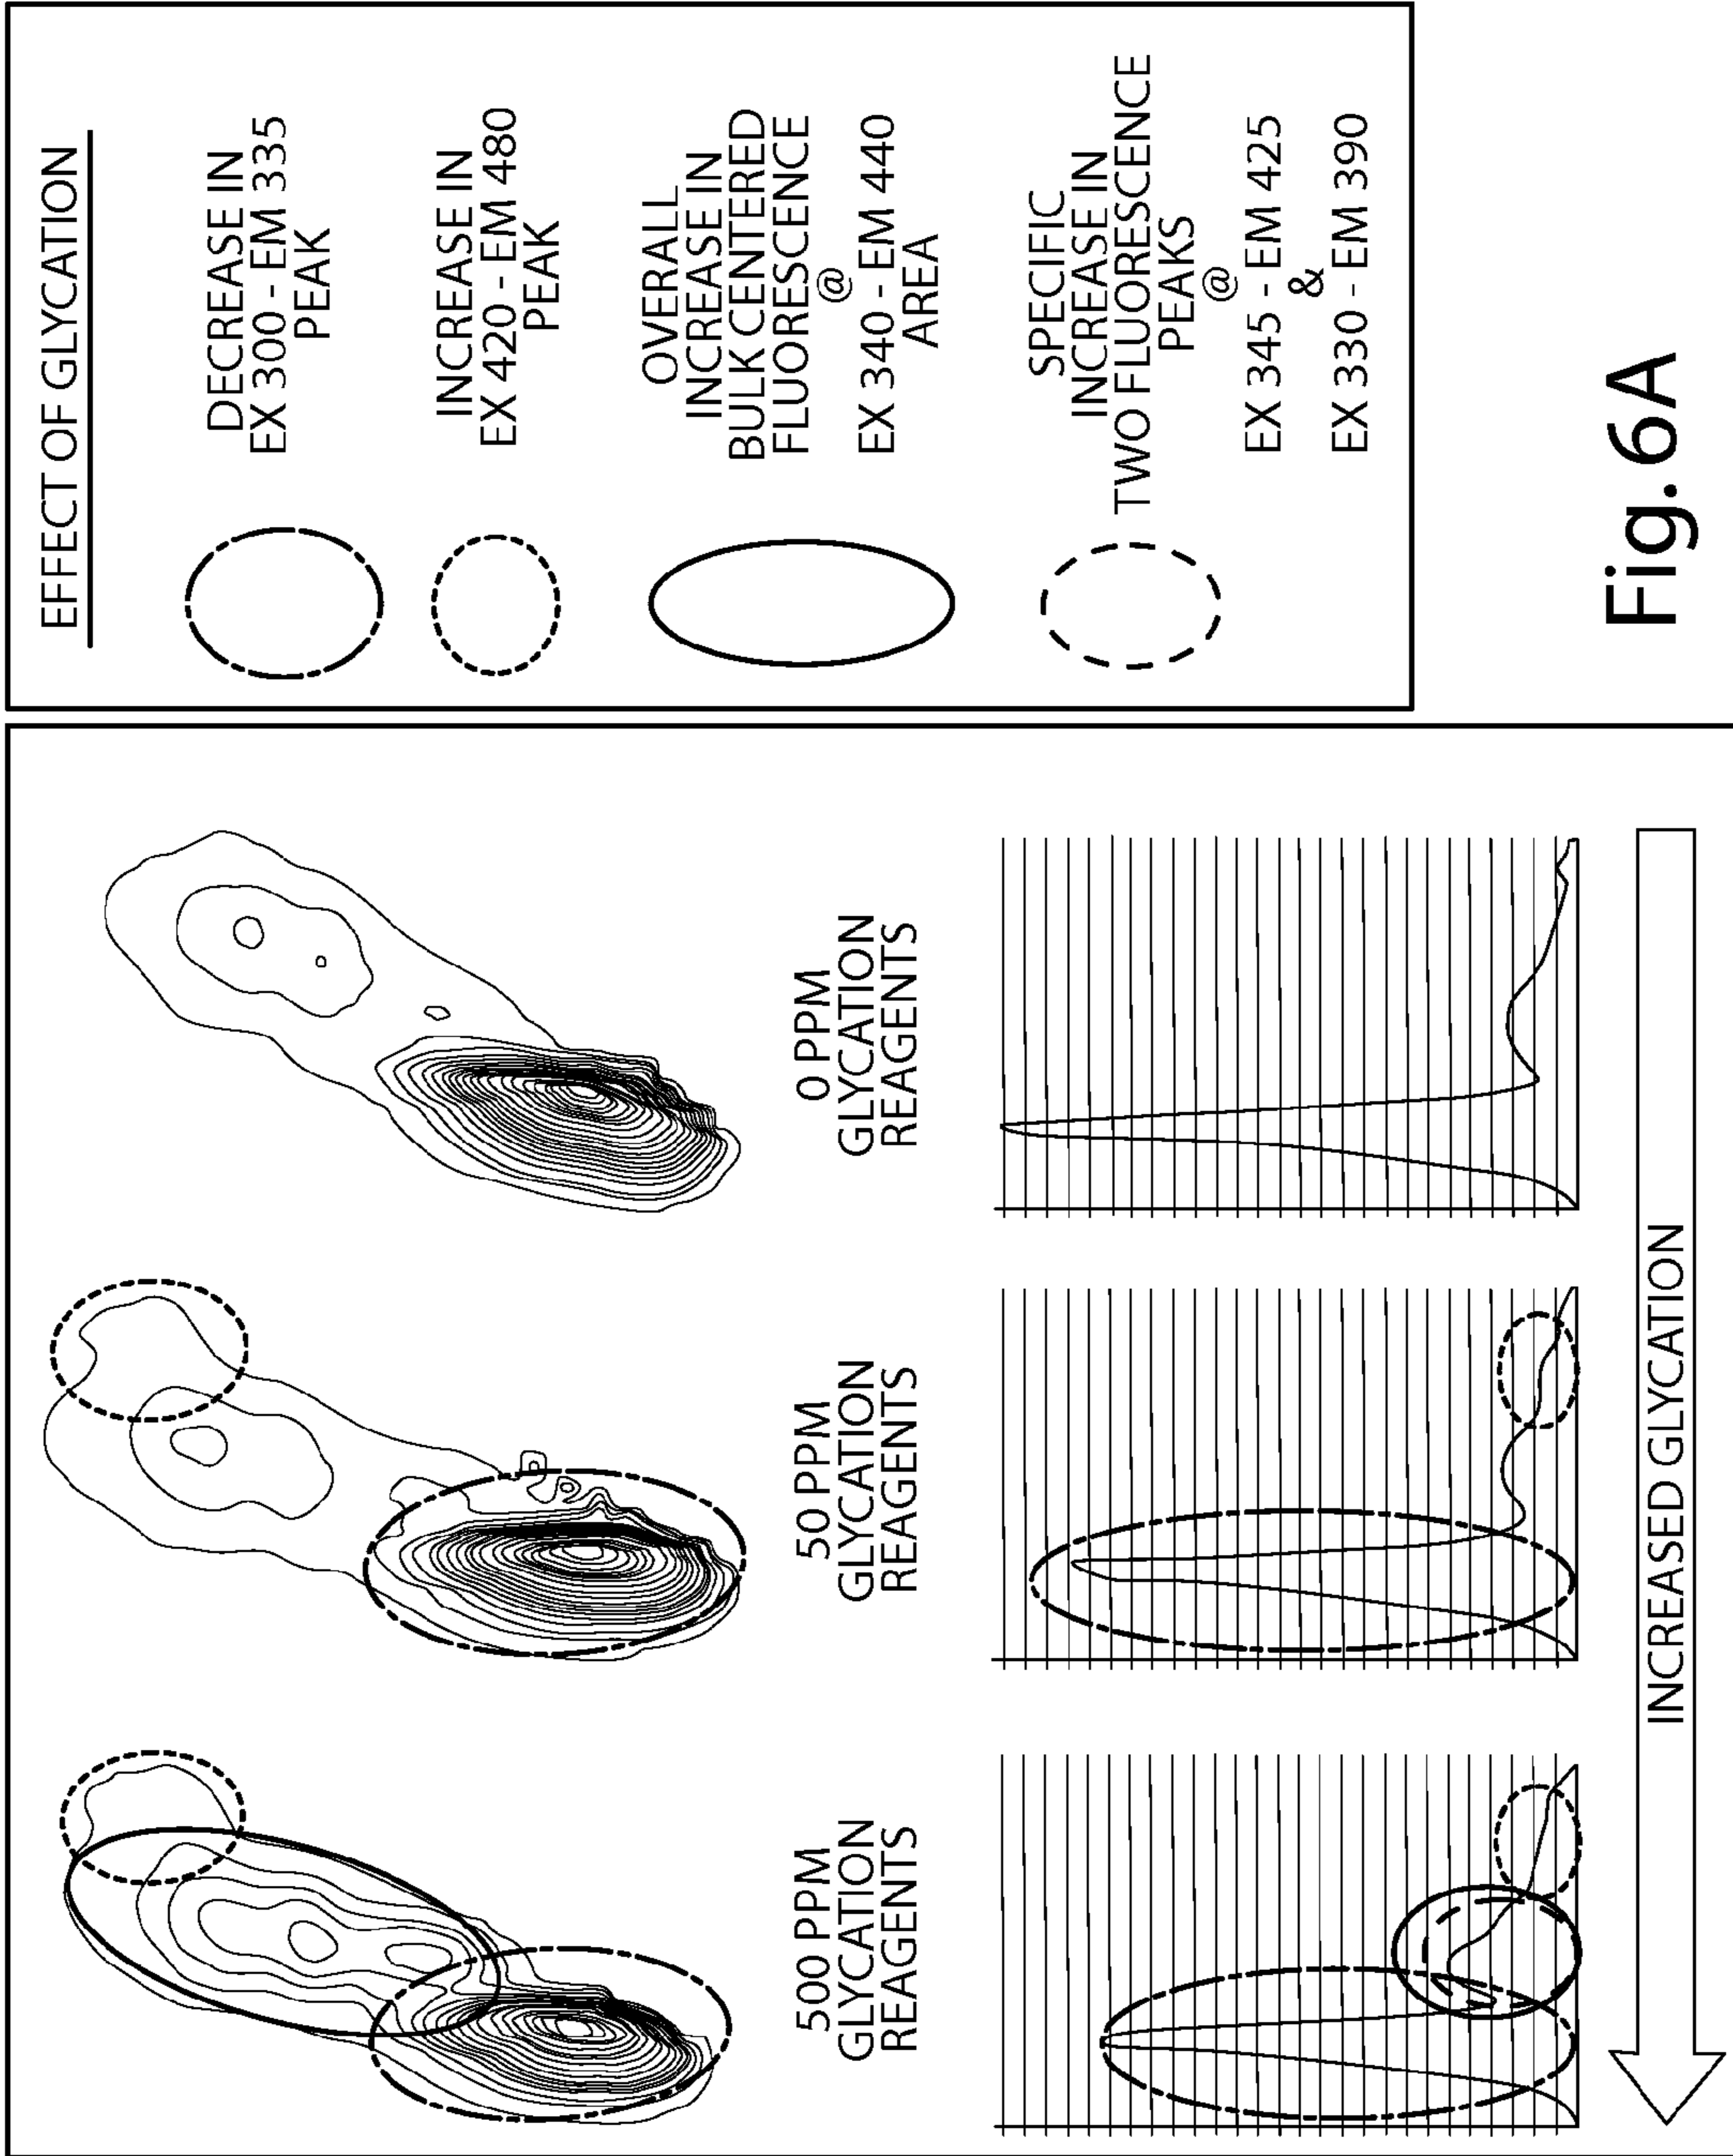 500 PPM
GLYCATION
REAGENTS
50 PPM
GLYCATION
REAGENTS
0 PPM
GLYCATION
REAGENTS
INCREASED GLYCATION
EFFECT OF GLYCATION
DECREASE IN
EX 300 - EM 335
PEAK
INCREASE IN
EX 420 - EM 480
PEAK
OVERALL
INCREASE IN
BULK CENTERED
FLUORESCENCE
@
EX 340 - EM 440
AREA
SPECIFIC
INCREASE IN
TWO FLUORESCENCE
PEAKS
@
EX 345 - EM 425
&
EX 330 - EM 390
Fig. 6A